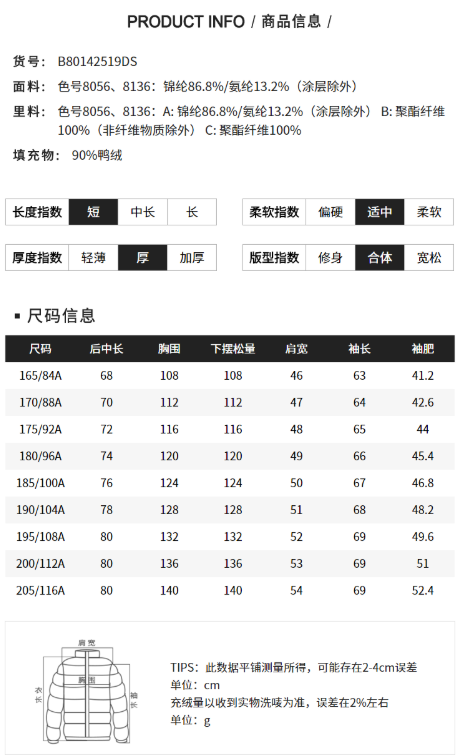 PRODUCT INFO / 商品信息 /
货号: B80142519DS
面料: 色号8056、8136：锦纶86.8%/氨纶13.2%（涂层除外）
里料: 色号8056、8136：A: 锦纶86.8%/氨纶13.2%（涂层除外） B: 聚酯纤维
100%（非纤维物质除外） C: 聚酯纤维100%
填充物: 90%鸭绒
长度指数 短 中长 长 柔软指数 偏硬 适中 柔软
厚度指数 轻薄 厚 加厚 版型指数 修身 合体 宽松
尺码信息
尺码 后中长 胸围 下摆松量 肩宽 袖长 袖肥
165/84A 68 108 108 46 63 41.2
170/88A 70 112 112 47 64 42.6
175/92A 72 116 116 48 65 44
180/96A 74 120 120 49 66 45.4
185/100A 76 124 124 50 67 46.8
190/104A 78 128 128 51 68 48.2
195/108A 80 132 132 52 69 49.6
200/112A 80 136 136 53 69 51
205/116A 80 140 140 54 69 52.4
肩宽
胸围
衣长
袖长
TIPS：此数据平铺测量所得，可能存在2-4cm误差
单位：cm
充绒量以收到实物洗唛为准，误差在2%左右
单位：g